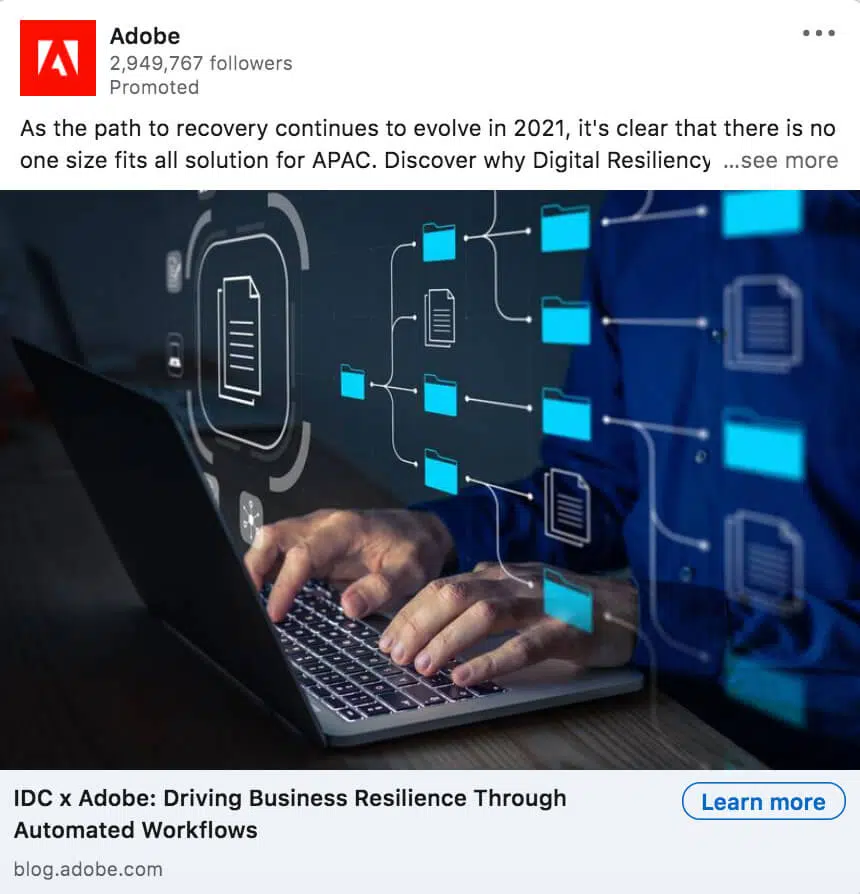 Adobe
2,949,767 followers
Promoted
As the path to recovery continues to evolve in 2021, it's clear that there is no
one size fits all solution for APAC. Discover why Digital Resiliency ...see more
IDC x Adobe: Driving Business Resilience Through
Automated Workflows
Learn more
blog.adobe.com